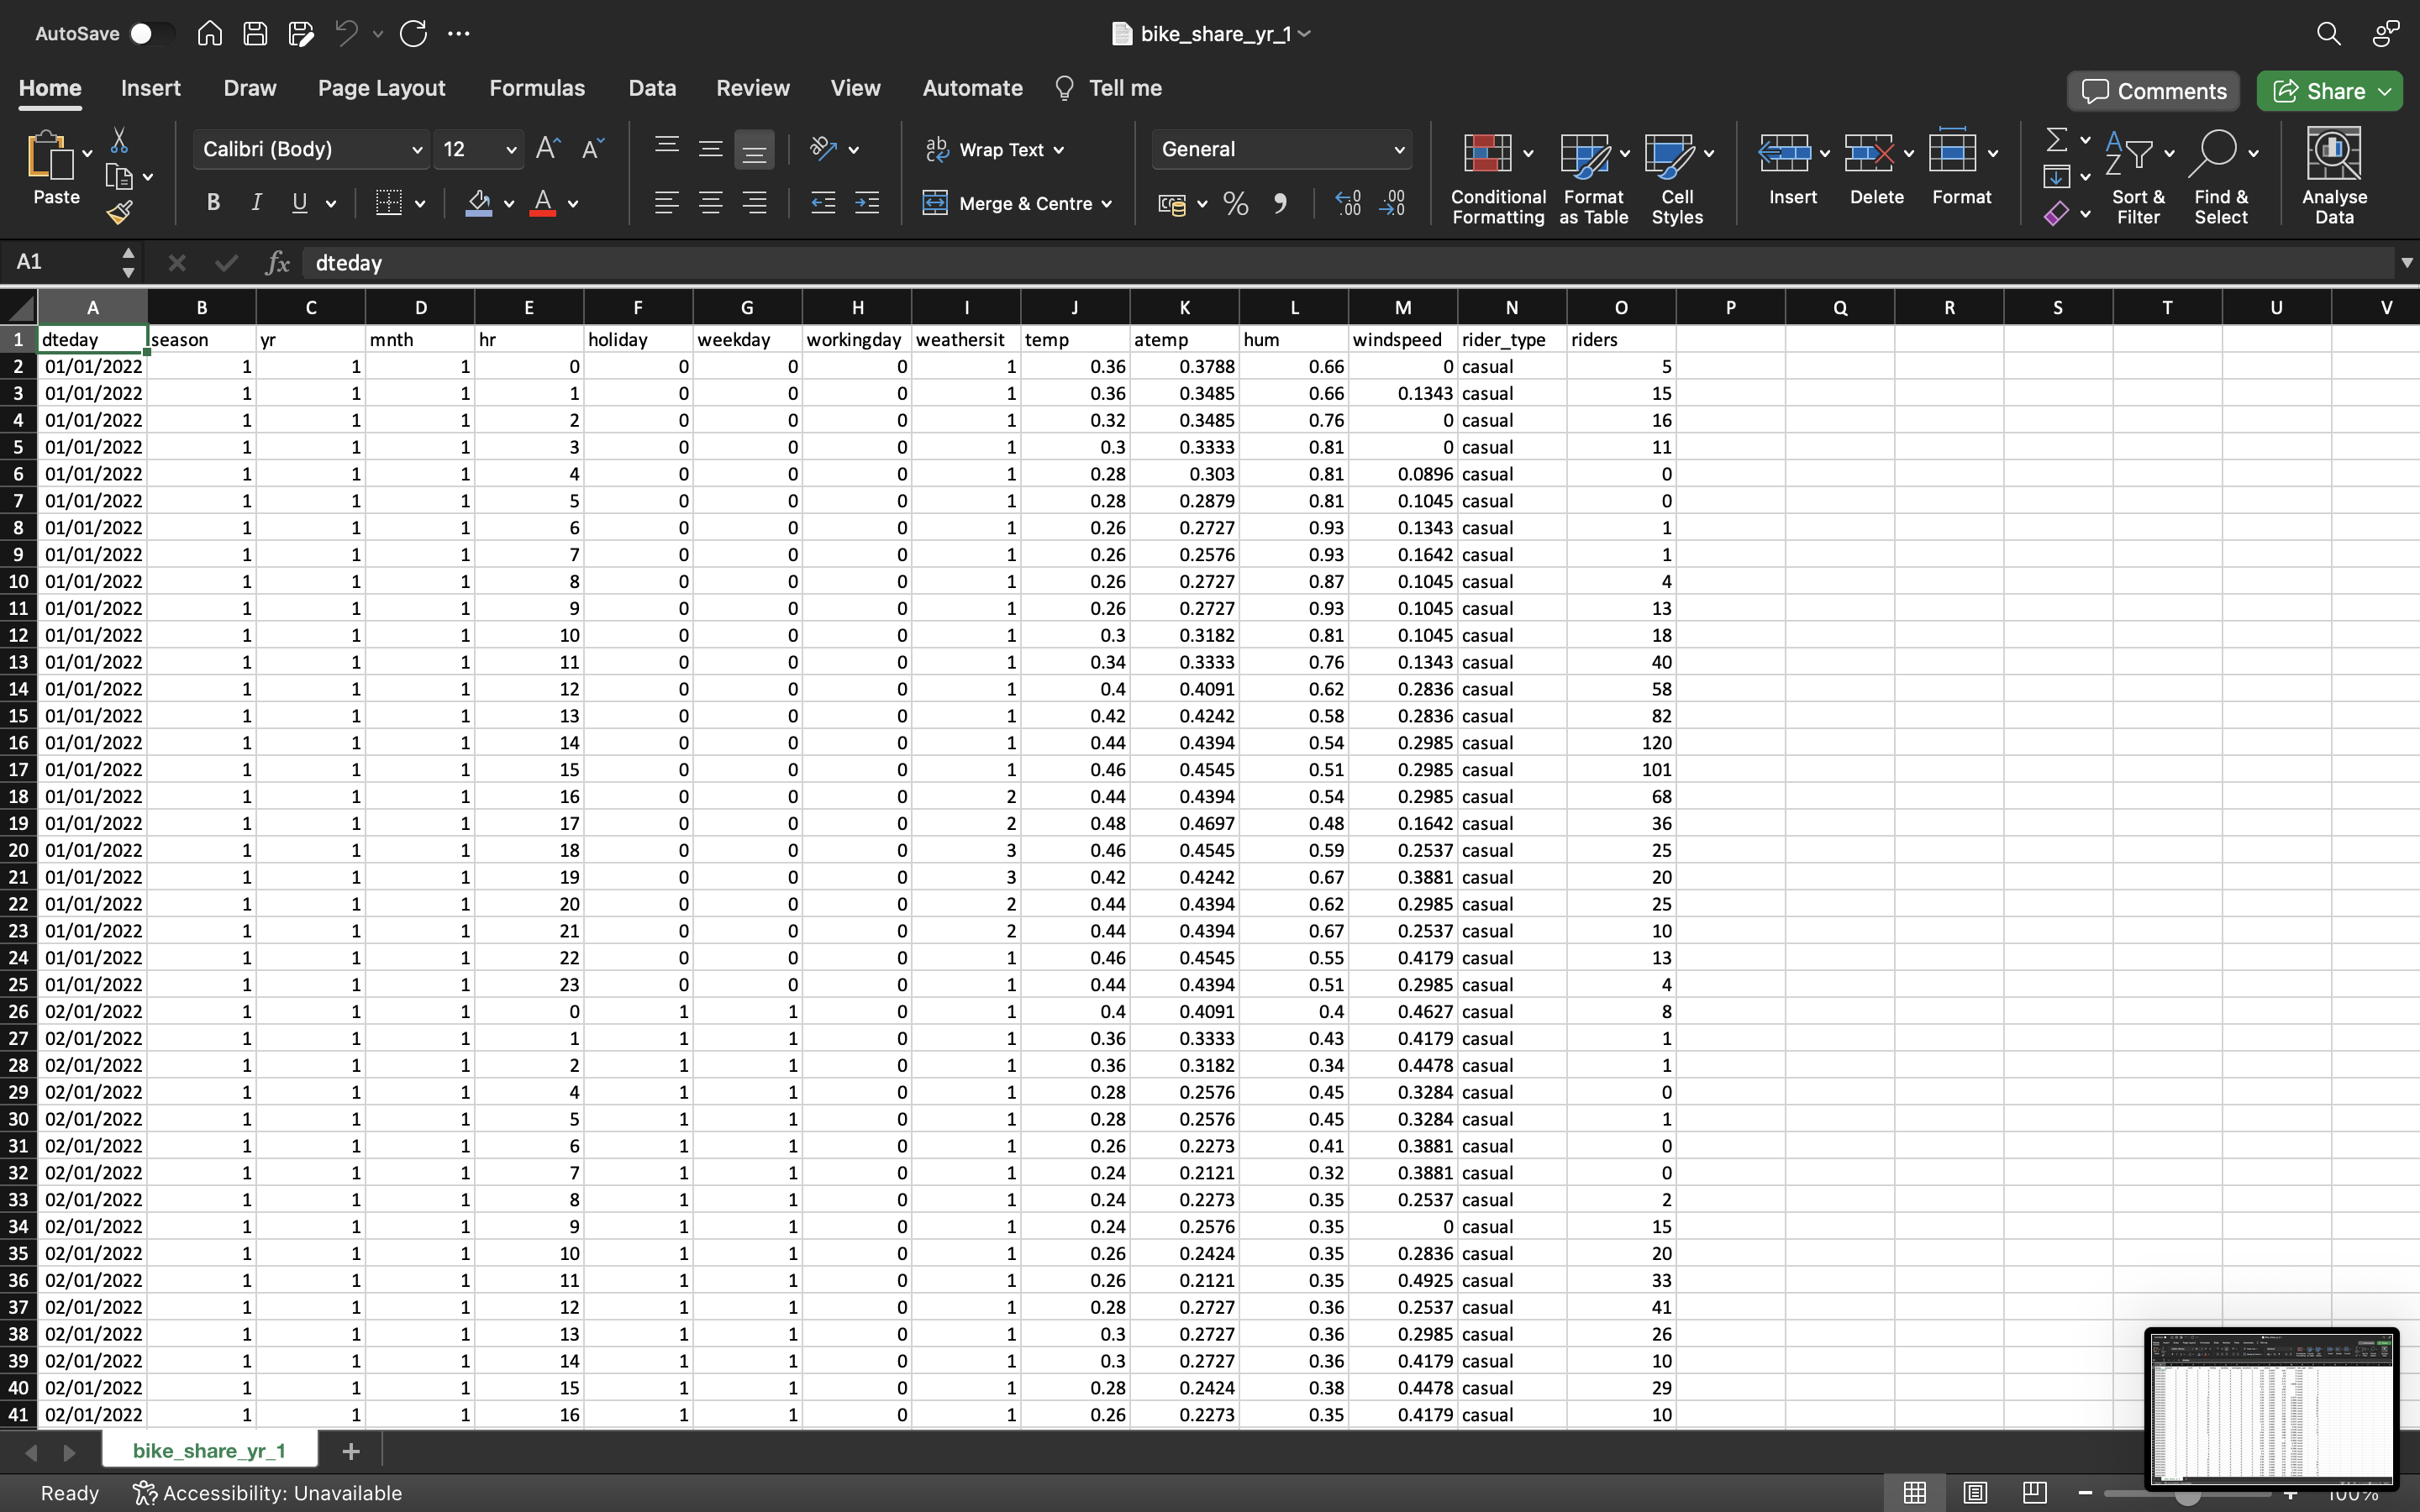 AutoSave bike_share_yr_1
Home Insert Draw Page Layout Formulas Data Review View Automate Tell me Comments Share
Paste Calibri (Body) 12 Wrap Text General Conditional Formatting Format as Table Cell Styles Insert Delete Format Sort & Filter Find & Select Analyse Data
B I U Merge & Centre
A1 fx dteday
A B C D E F G H I J K L M N O P Q R S T U V
1 dteday season yr mnth hr holiday weekday workingday weathersit temp atemp hum windspeed rider_type riders
2 01/01/2022 1 1 1 0 0 0 0 1 0.36 0.3788 0.66 0 casual 5
3 01/01/2022 1 1 1 1 0 0 0 1 0.36 0.3485 0.66 0.1343 casual 15
4 01/01/2022 1 1 1 2 0 0 0 1 0.32 0.3485 0.76 0 casual 16
5 01/01/2022 1 1 1 3 0 0 0 1 0.3 0.3333 0.81 0 casual 11
6 01/01/2022 1 1 1 4 0 0 0 1 0.28 0.303 0.81 0.0896 casual 0
7 01/01/2022 1 1 1 5 0 0 0 1 0.28 0.2879 0.81 0.1045 casual 0
8 01/01/2022 1 1 1 6 0 0 0 1 0.26 0.2727 0.93 0.1343 casual 1
9 01/01/2022 1 1 1 7 0 0 0 1 0.26 0.2576 0.93 0.1642 casual 1
10 01/01/2022 1 1 1 8 0 0 0 1 0.26 0.2727 0.87 0.1045 casual 4
11 01/01/2022 1 1 1 9 0 0 0 1 0.26 0.2727 0.93 0.1045 casual 13
12 01/01/2022 1 1 1 10 0 0 0 1 0.3 0.3182 0.81 0.1045 casual 18
13 01/01/2022 1 1 1 11 0 0 0 1 0.34 0.3333 0.76 0.1343 casual 40
14 01/01/2022 1 1 1 12 0 0 0 1 0.4 0.4091 0.62 0.2836 casual 58
15 01/01/2022 1 1 1 13 0 0 0 1 0.42 0.4242 0.58 0.2836 casual 82
16 01/01/2022 1 1 1 14 0 0 0 1 0.44 0.4394 0.54 0.2985 casual 120
17 01/01/2022 1 1 1 15 0 0 0 1 0.46 0.4545 0.51 0.2985 casual 101
18 01/01/2022 1 1 1 16 0 0 0 2 0.44 0.4394 0.54 0.2985 casual 68
19 01/01/2022 1 1 1 17 0 0 0 2 0.48 0.4697 0.48 0.1642 casual 36
20 01/01/2022 1 1 1 18 0 0 0 3 0.46 0.4545 0.59 0.2537 casual 25
21 01/01/2022 1 1 1 19 0 0 0 3 0.42 0.4242 0.67 0.3881 casual 20
22 01/01/2022 1 1 1 20 0 0 0 2 0.44 0.4394 0.62 0.2985 casual 25
23 01/01/2022 1 1 1 21 0 0 0 2 0.44 0.4394 0.67 0.2537 casual 10
24 01/01/2022 1 1 1 22 0 0 0 1 0.46 0.4545 0.55 0.4179 casual 13
25 01/01/2022 1 1 1 23 0 0 0 1 0.44 0.4394 0.51 0.2985 casual 4
26 02/01/2022 1 1 1 0 1 1 0 1 0.4 0.4091 0.4 0.4627 casual 8
27 02/01/2022 1 1 1 1 1 1 0 1 0.36 0.3333 0.43 0.4179 casual 1
28 02/01/2022 1 1 1 2 1 1 0 1 0.36 0.3182 0.34 0.4478 casual 1
29 02/01/2022 1 1 1 4 1 1 0 1 0.28 0.2576 0.45 0.3284 casual 0
30 02/01/2022 1 1 1 5 1 1 0 1 0.28 0.2576 0.45 0.3284 casual 1
31 02/01/2022 1 1 1 6 1 1 0 1 0.26 0.2273 0.41 0.3881 casual 0
32 02/01/2022 1 1 1 7 1 1 0 1 0.24 0.2121 0.32 0.3881 casual 0
33 02/01/2022 1 1 1 8 1 1 0 1 0.24 0.2273 0.35 0.2537 casual 2
34 02/01/2022 1 1 1 9 1 1 0 1 0.24 0.2576 0.35 0 casual 15
35 02/01/2022 1 1 1 10 1 1 0 1 0.26 0.2424 0.35 0.2836 casual 20
36 02/01/2022 1 1 1 11 1 1 0 1 0.26 0.2121 0.35 0.4925 casual 33
37 02/01/2022 1 1 1 12 1 1 0 1 0.28 0.2727 0.36 0.2537 casual 41
38 02/01/2022 1 1 1 13 1 1 0 1 0.3 0.2727 0.36 0.2985 casual 26
39 02/01/2022 1 1 1 14 1 1 0 1 0.3 0.2727 0.36 0.4179 casual 10
40 02/01/2022 1 1 1 15 1 1 0 1 0.28 0.2424 0.38 0.4478 casual 29
41 02/01/2022 1 1 1 16 1 1 0 1 0.26 0.2273 0.35 0.4179 casual 10
bike_share_yr_1
Ready Accessibility: Unavailable